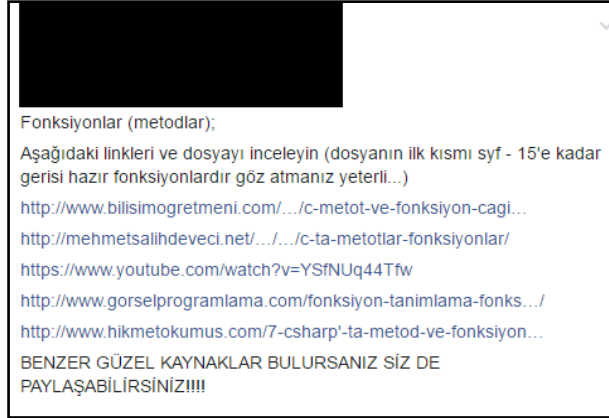 Fonksiyonlar (metodlar);
Aşağıdaki linkleri ve dosyayı inceleyin (dosyanın ilk kısmı syf - 15'e kadar
gerisi hazır fonksiyonlardır göz atmanız yeterli...)
http://www.bilisimogretmeni.com/…/c-metot-ve-fonksiyon-cagi…
http://mehmetsalihdeveci.net/…/…/c-ta-metotlar-fonksiyonlar/
https://www.youtube.com/watch?v=YSfNUq44Tfw
http://www.gorselprogramlama.com/fonksiyon-tanimlama-fonks…/
http://www.hikmetokumus.com/7-csharp'-ta-metod-ve-fonksiyon…
BENZER GÜZEL KAYNAKLAR BULURSANIZ SİZ DE
PAYLAŞABİLİRSİNİZ!!!!